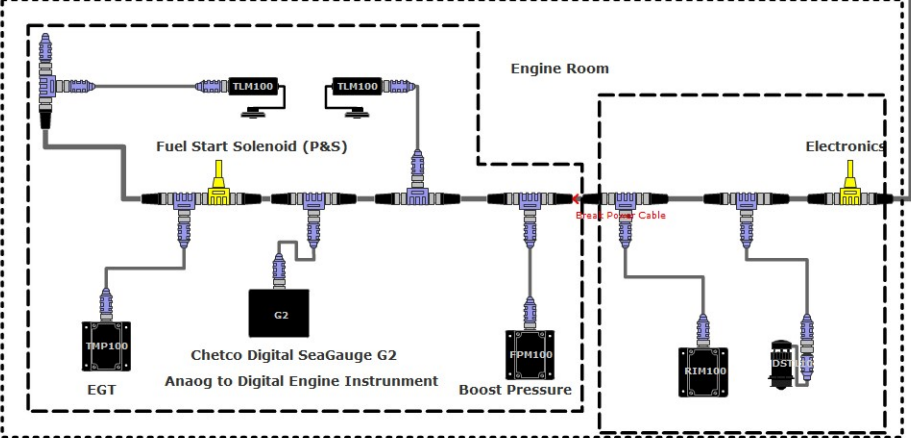 Engine Room
TLM100
TLM100
Fuel Start Solenoid (P&S)
Electronics
Break Power Cable
G2
TMP100
Chetco Digital SeaGauge G2
FPM100
RIM100
Anaog to Digital Engine Instrunment
EGT
Boost Pressure